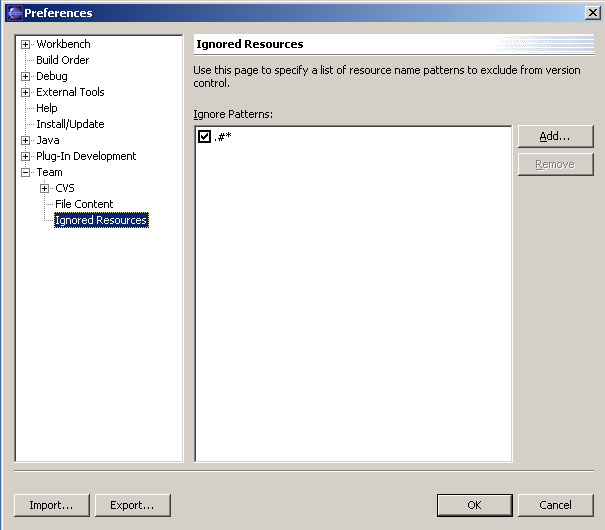 Preferences
Workbench
Build Order
Debug
External Tools
Help
Install/Update
Java
Plug-In Development
Team
CVS
File Content
Ignored Resources
Ignored Resources
Use this page to specify a list of resource name patterns to exclude from version
control.
Ignore Patterns:
.#*
Add...
Remove
Import...
Export...
OK
Cancel